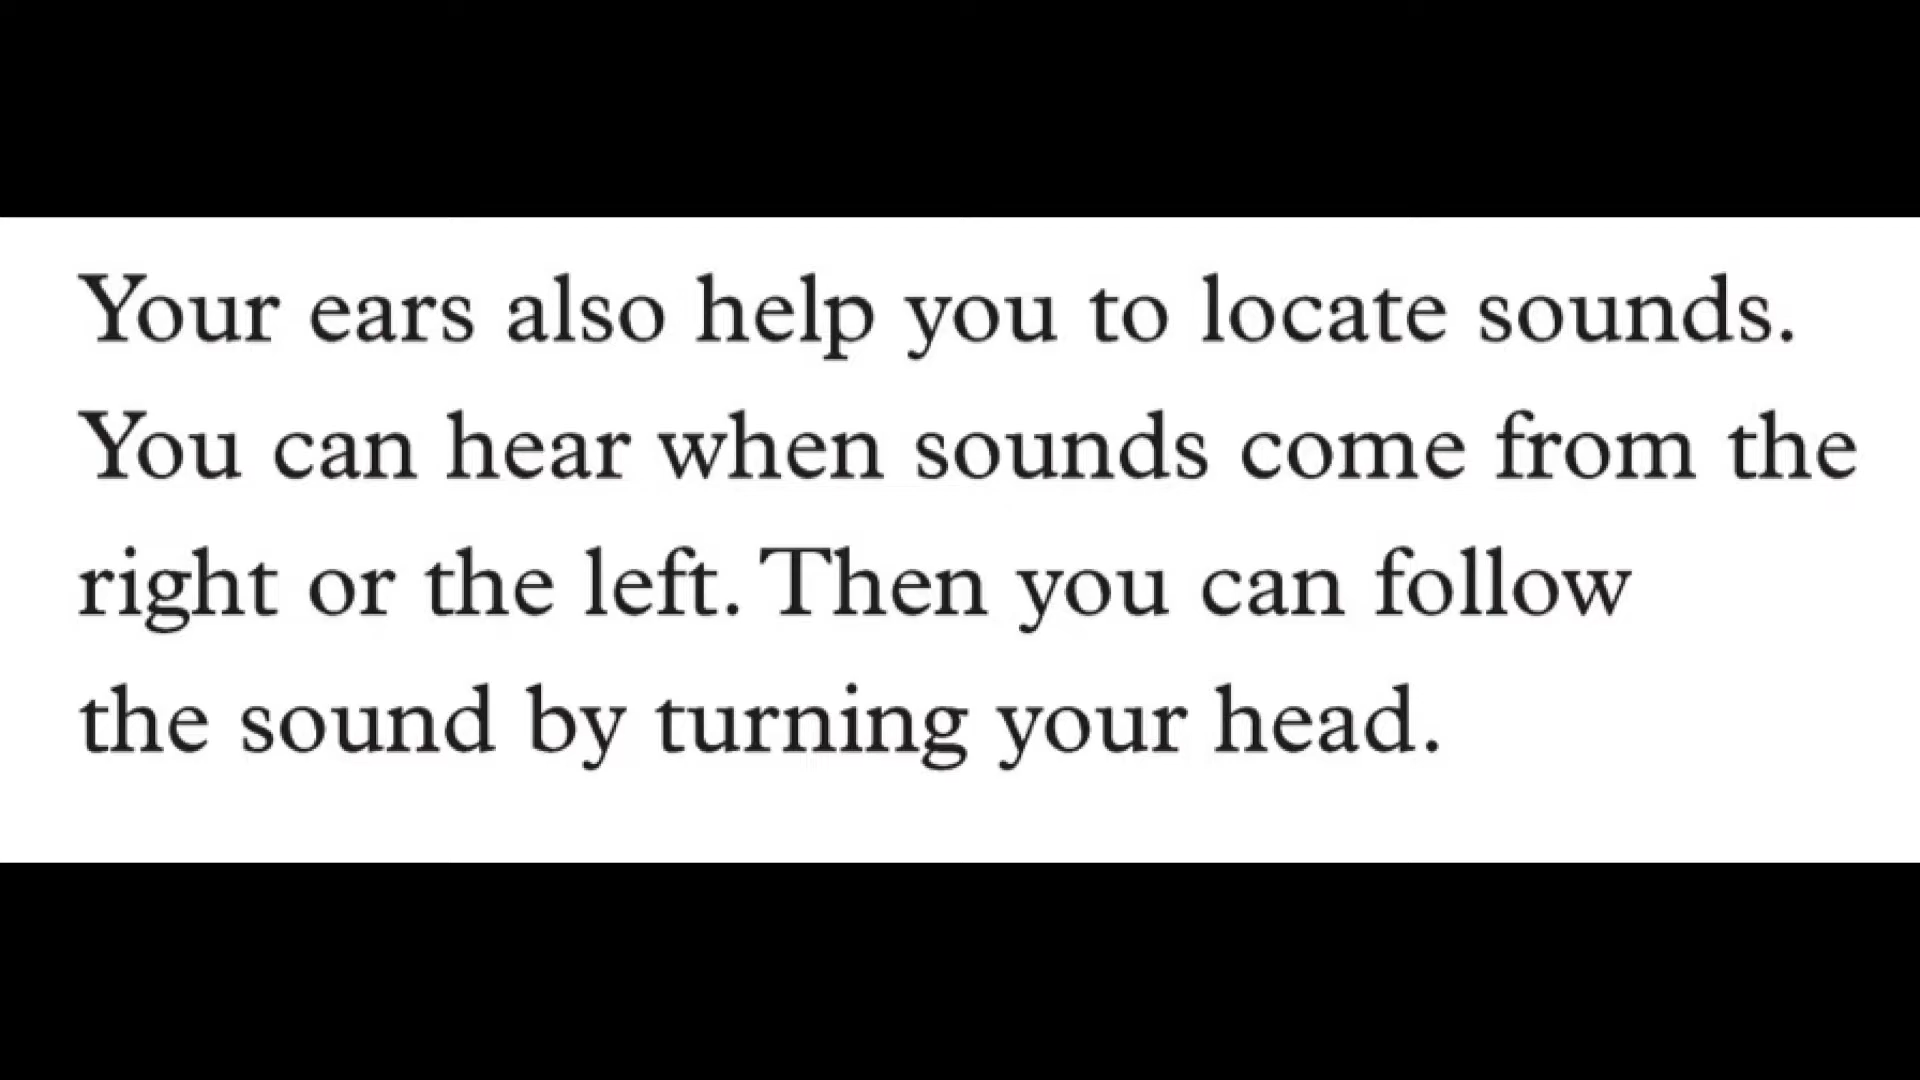 Your ears also help you to locate sounds.
You can hear when sounds come from the
right or the left. Then you can follow
the sound by turning your head.